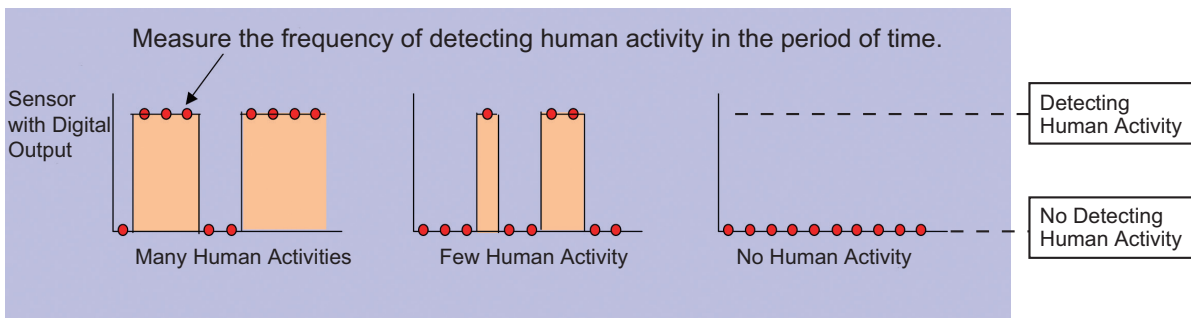 Measure the frequency of detecting human activity in the period of time.
Sensor
with Digital
Output
Many Human Activities
Few Human Activity
No Human Activity
Detecting
Human Activity
No Detecting
Human Activity